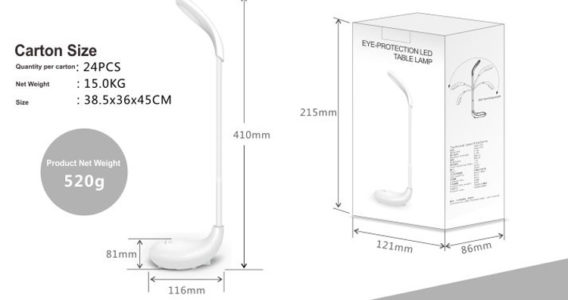 Carton Size
Quantity per carton: 24PCS
Net Weight : 15.0KG
Size : 38.5x36x45CM
Product Net Weight
520g
410mm
81mm
116mm
EYE-PROTECTION LED
TABLE LAMP
215mm
121mm
86mm